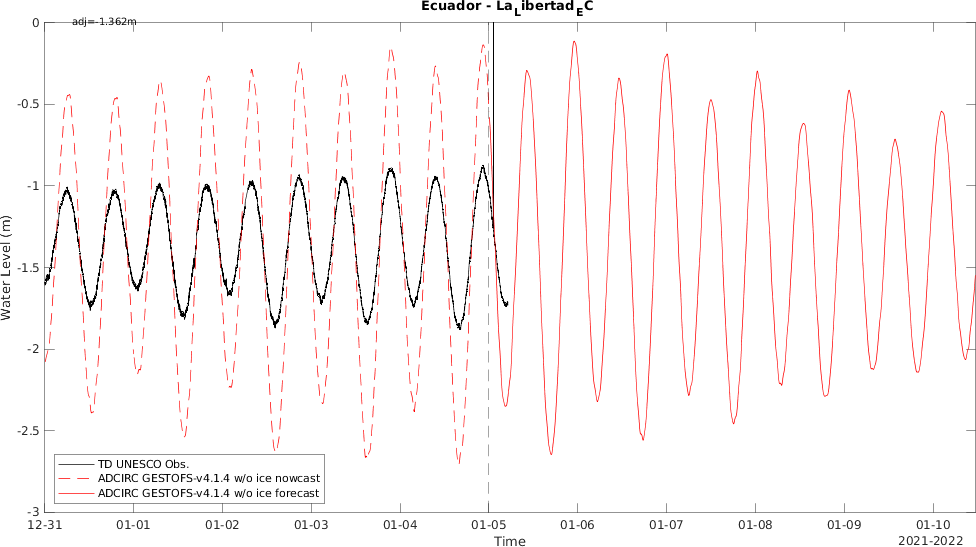 Ecuador - LaLibertadEC
adj=-1.362m
0
-0.5
-1
-1.5
-2
-2.5
-3
Water Level (m)
TD UNESCO Obs.
ADCIRC GESTOFS-v4.1.4 w/o ice nowcast
ADCIRC GESTOFS-v4.1.4 w/o ice forecast
12-31 01-01 01-02 01-03 01-04 01-05 01-06 01-07 01-08 01-09 01-10
Time
2021-2022